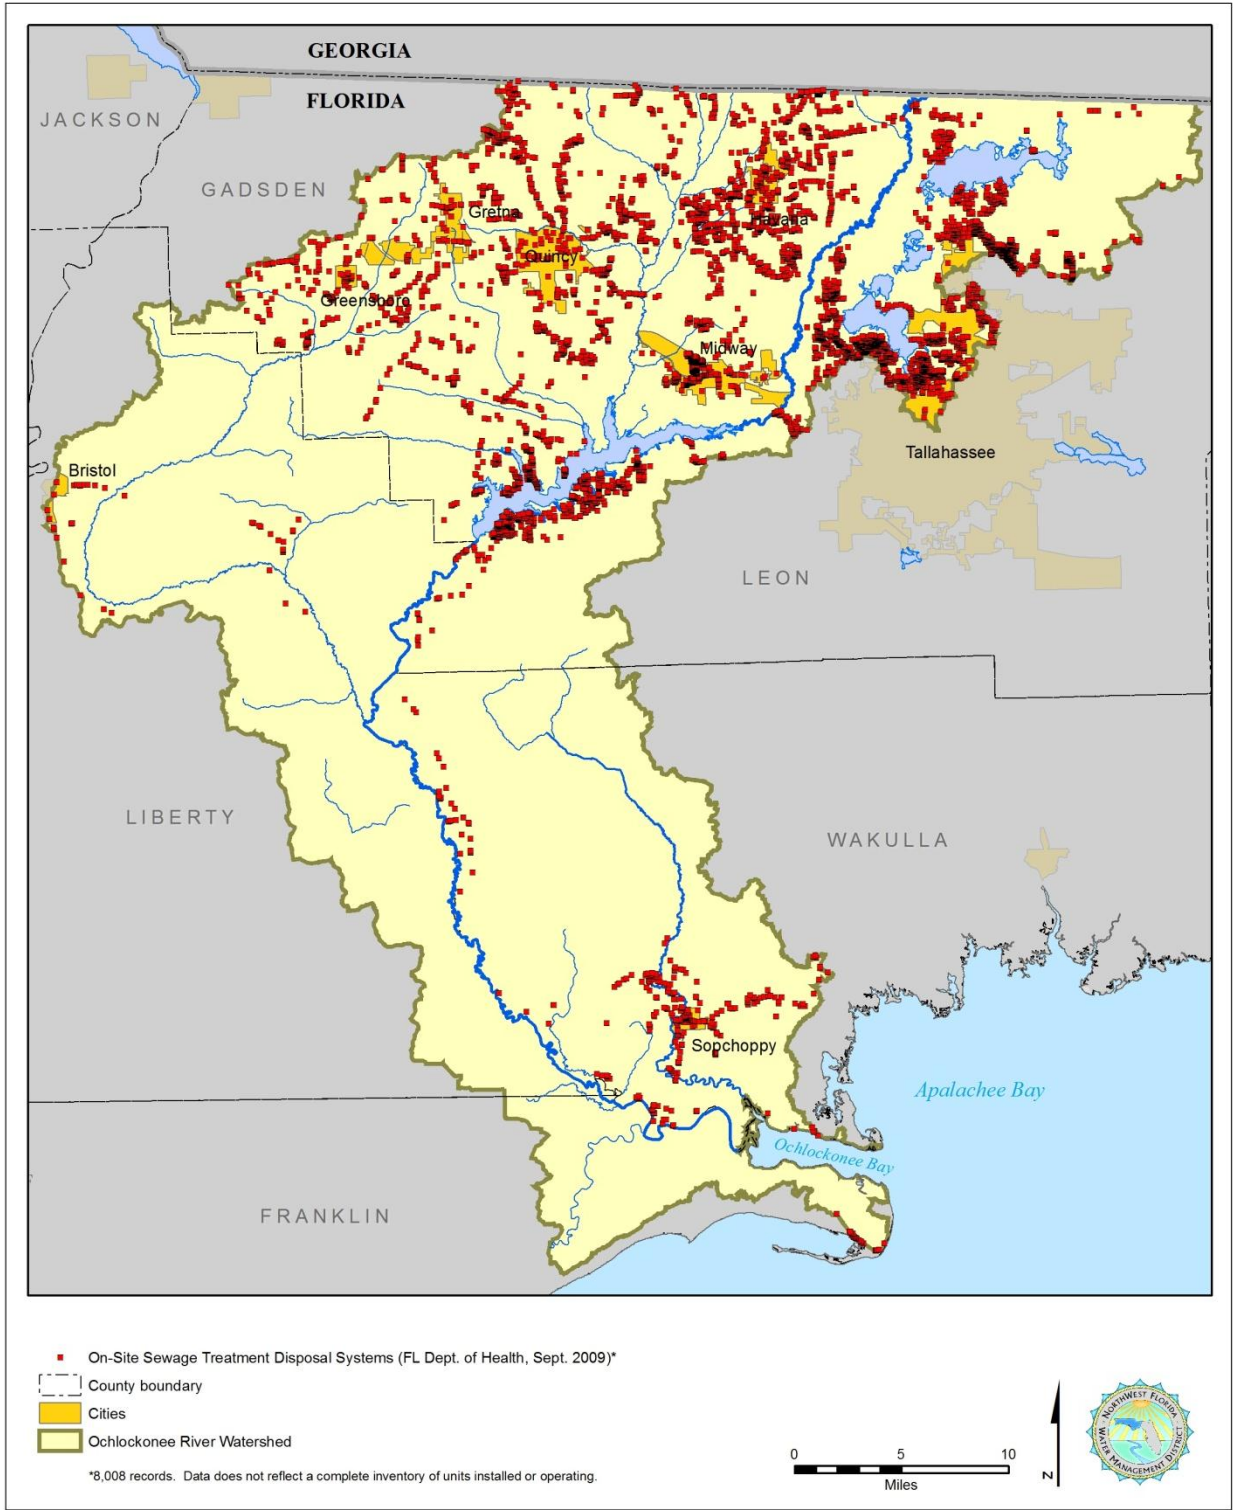 GEORGIA
FLORIDA
JACKSON
GADSDEN
Gretna
Havana
Quincy
Greensboro
Midway
Tallahassee
Bristol
LEON
LIBERTY
WAKULLA
Sopchoppy
Apalachee Bay
Ochlockonee Bay
FRANKLIN
On-Site Sewage Treatment Disposal Systems (FL Dept. of Health, Sept. 2009)*
County boundary
Cities
Ochlockonee River Watershed
*8,008 records. Data does not reflect a complete inventory of units installed or operating.
0 5 10
Miles
N
NORTHWEST FLORIDA
WATER MANAGEMENT DISTRICT